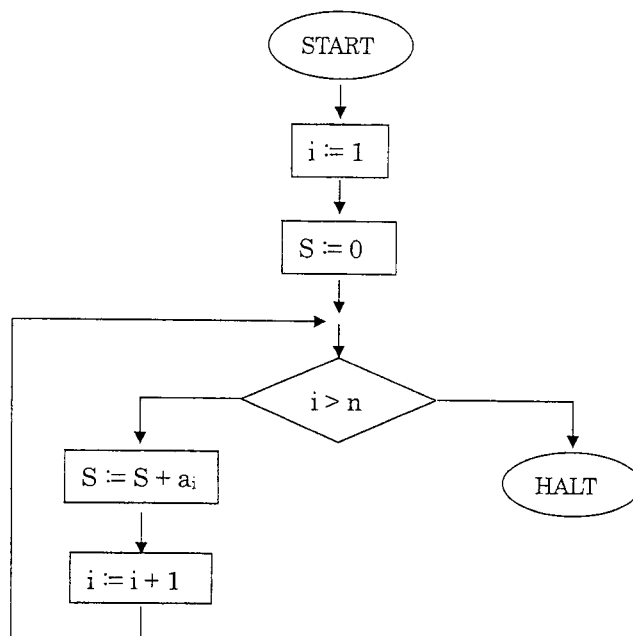 START
i := 1
S := 0
i > n
S := S + aᵢ
HALT
i := i + 1